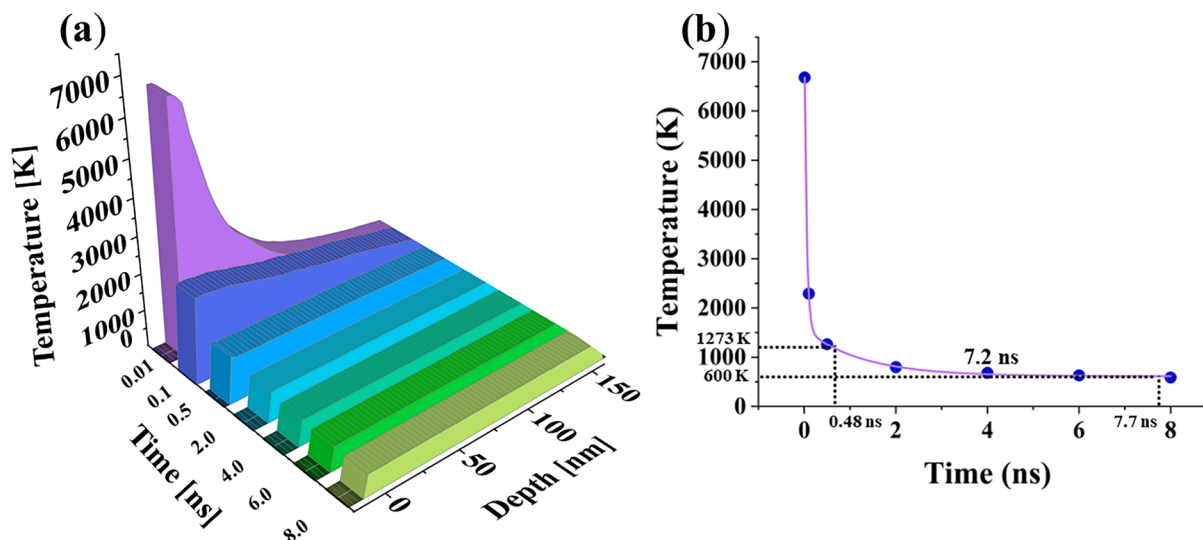 (a)
7000
6000
5000
4000
3000
2000
1000
0
Temperature [K]
0.01
0.1
0.5
2.0
4.0
6.0
8.0
Time [ns]
0
50
100
150
Depth [nm]
(b)
7000
6000
5000
4000
3000
2000
1273 K
1000
600 K
0
Temperature (K)
7.2 ns
0.48 ns
7.7 ns
0
2
4
6
8
Time (ns)